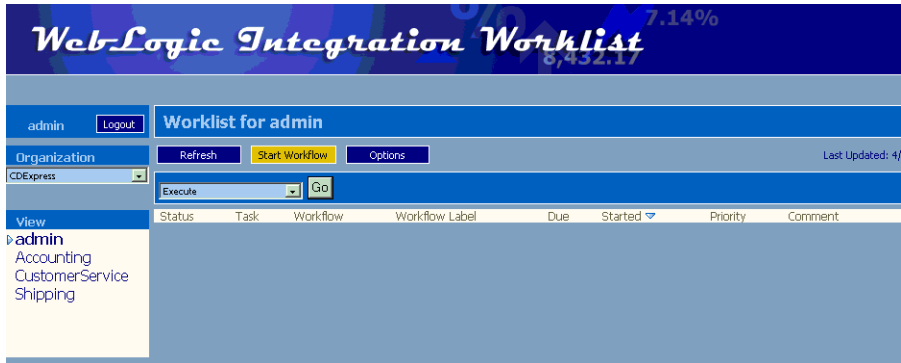 7.14%
WebLogic Integration Worklist
8,432.17
admin Logout
Worklist for admin
Organization
CDExpress
Refresh Start Workflow Options Last Updated: 4/
Execute Go
Status Task Workflow Workflow Label Due Started Priority Comment
View
admin
Accounting
CustomerService
Shipping